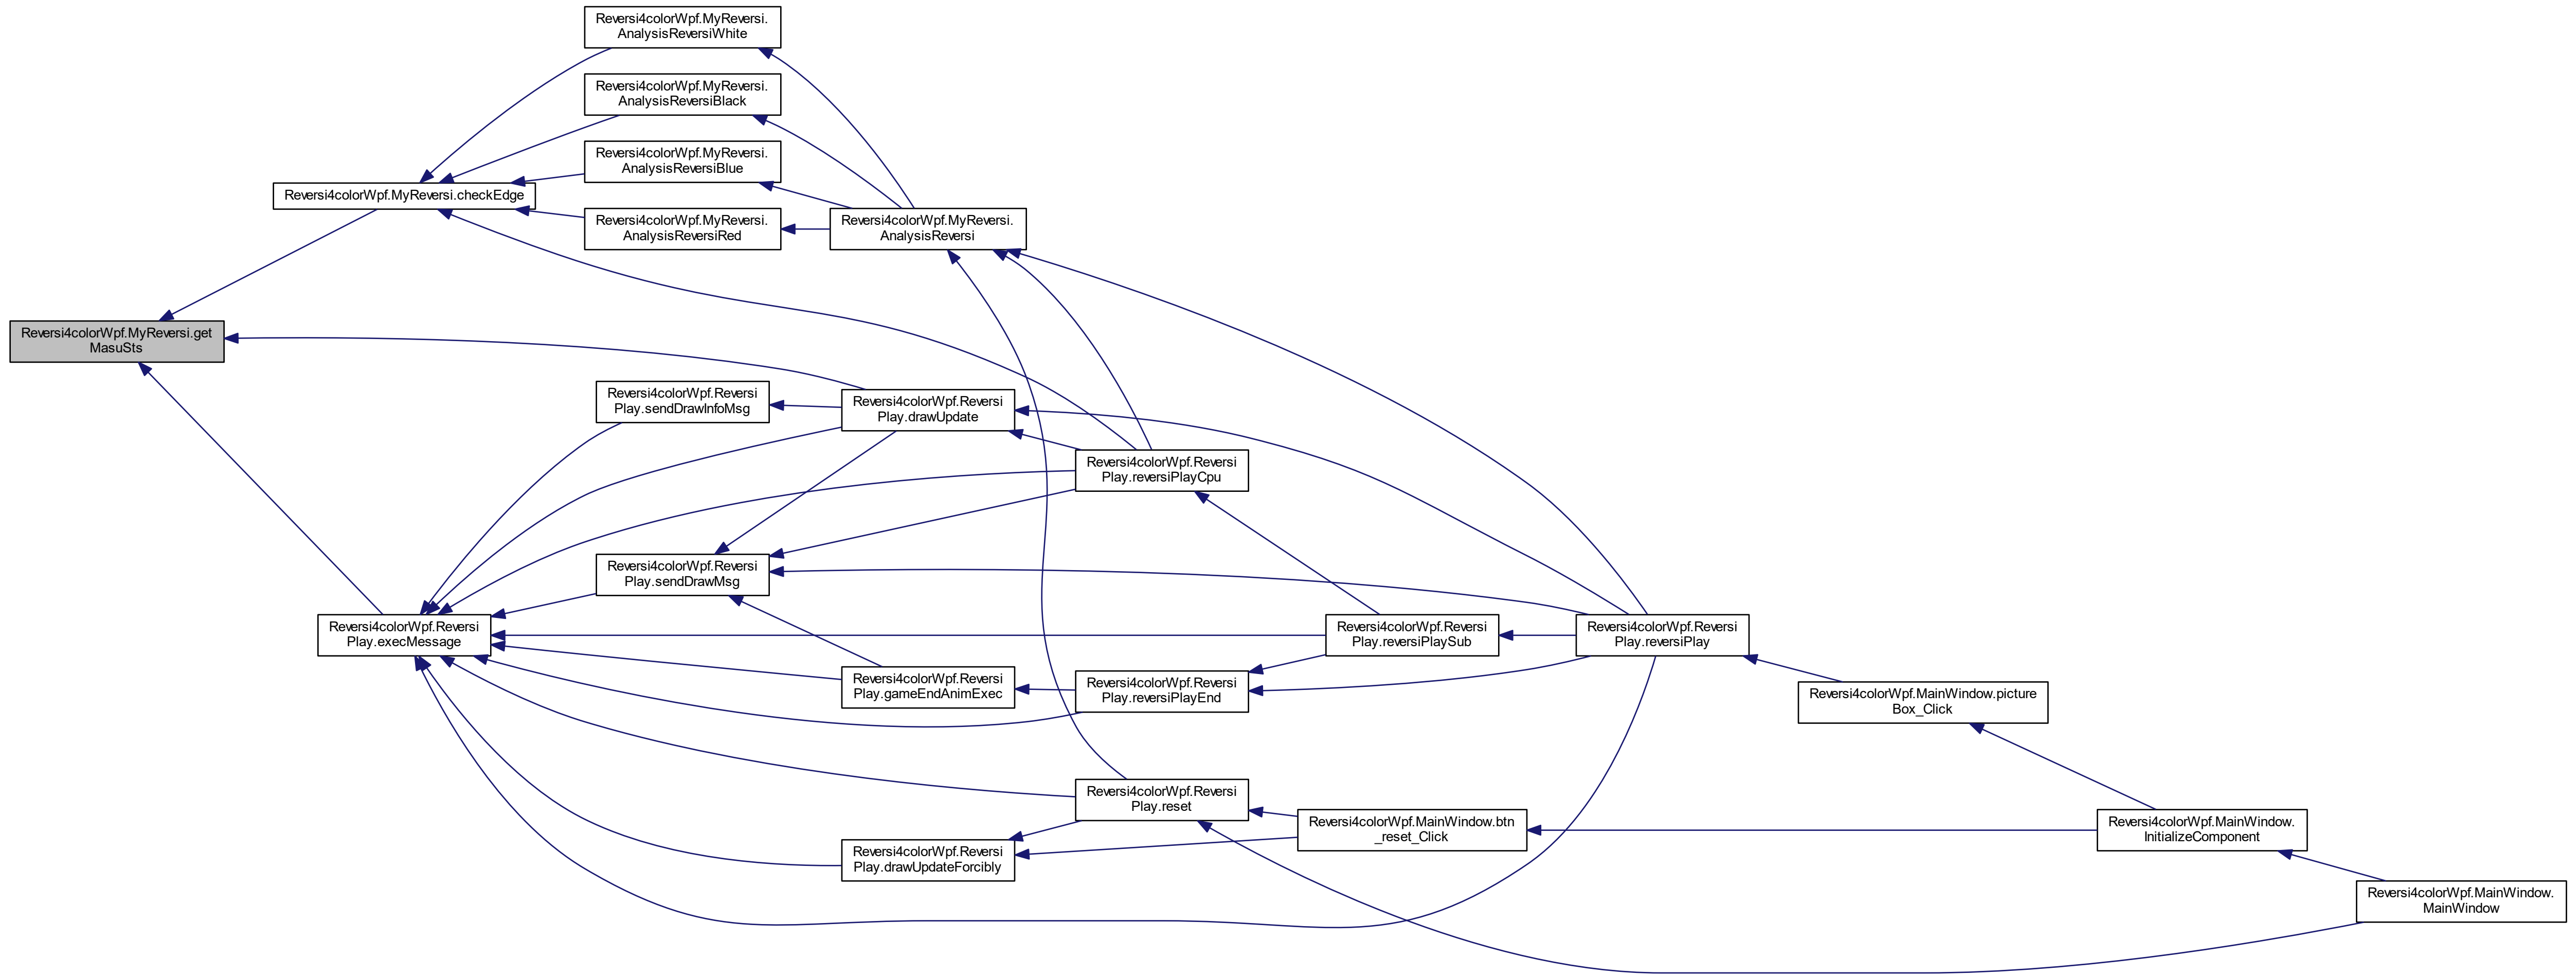 Reversi4colorWpf.MyReversi.
AnalysisReversiWhite
Reversi4colorWpf.MyReversi.
AnalysisReversiBlack
Reversi4colorWpf.MyReversi.
AnalysisReversiBlue
Reversi4colorWpf.MyReversi.checkEdge
Reversi4colorWpf.MyReversi.
AnalysisReversiRed
Reversi4colorWpf.MyReversi.
AnalysisReversi
Reversi4colorWpf.MyReversi.get
MasuSts
Reversi4colorWpf.Reversi
Play.sendDrawInfoMsg
Reversi4colorWpf.Reversi
Play.drawUpdate
Reversi4colorWpf.Reversi
Play.reversiPlayCpu
Reversi4colorWpf.Reversi
Play.sendDrawMsg
Reversi4colorWpf.Reversi
Play.execMessage
Reversi4colorWpf.Reversi
Play.reversiPlaySub
Reversi4colorWpf.Reversi
Play.reversiPlay
Reversi4colorWpf.Reversi
Play.gameEndAnimExec
Reversi4colorWpf.Reversi
Play.reversiPlayEnd
Reversi4colorWpf.MainWindow.picture
Box_Click
Reversi4colorWpf.Reversi
Play.reset
Reversi4colorWpf.MainWindow.btn
_reset_Click
Reversi4colorWpf.MainWindow.
InitializeComponent
Reversi4colorWpf.Reversi
Play.drawUpdateForcibly
Reversi4colorWpf.MainWindow.
MainWindow